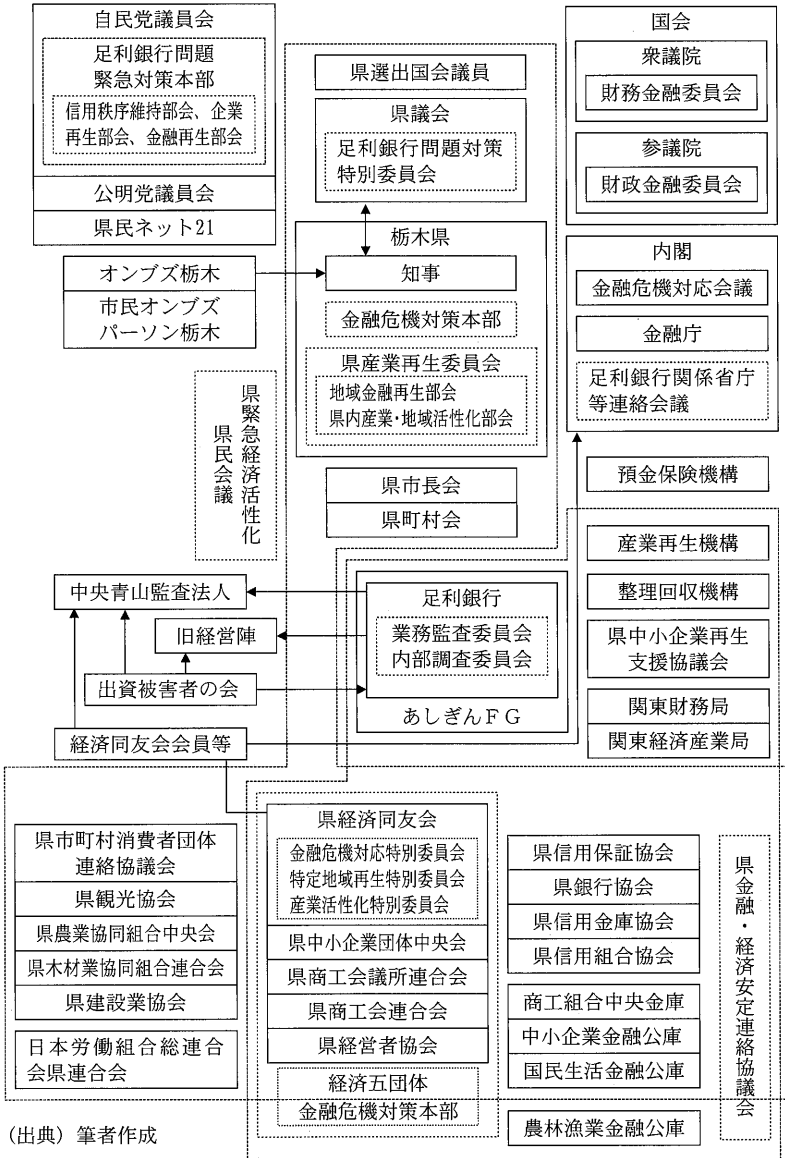 自民党議員会
足利銀行問題
緊急対策本部
信用秩序維持部会、企業
再生部会、金融再生部会
公明党議員会
県民ネット21
県選出国会議員
県議会
足利銀行問題対策
特別委員会
国会
衆議院
財務金融委員会
参議院
財政金融委員会
オンブズ栃木
市民オンブズ
パーソン栃木
栃木県
知事
金融危機対策本部
県産業再生委員会
地域金融再生部会
県内産業・地域活性化部会
内閣
金融危機対応会議
金融庁
足利銀行関係省庁
等連絡会議
県緊急経済活性化
県民会議
県市長会
県町村会
預金保険機構
産業再生機構
整理回収機構
県中小企業再生
支援協議会
関東財務局
関東経済産業局
中央青山監査法人
旧経営陣
出資被害者の会
経済同友会会員等
足利銀行
業務監査委員会
内部調査委員会
あしぎんFG
県市町村消費者団体
連絡協議会
県観光協会
県農業協同組合中央会
県木材業協同組合連合会
県建設業協会
日本労働組合総連合
会県連合会
県経済同友会
金融危機対応特別委員会
特定地域再生特別委員会
産業活性化特別委員会
県中小企業団体中央会
県商工会議所連合会
県商工会連合会
県経営者協会
経済五団体
金融危機対策本部
県信用保証協会
県銀行協会
県信用金庫協会
県信用組合協会
商工組合中央金庫
中小企業金融公庫
国民生活金融公庫
農林漁業金融公庫
県金融・経済安定連絡協議会
(出典) 筆者作成